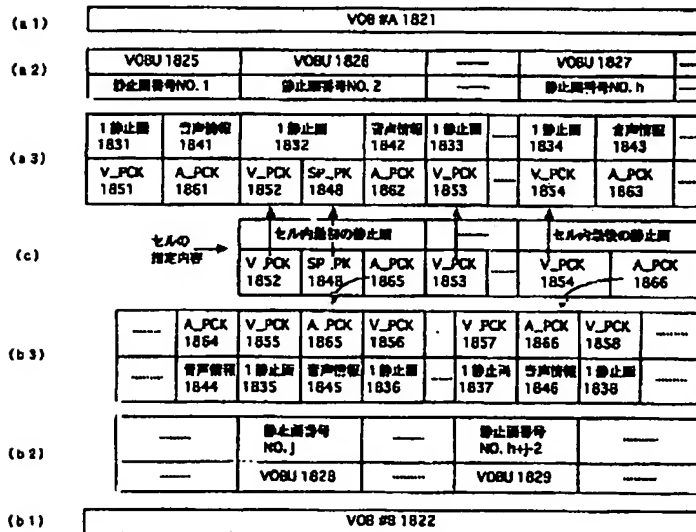 (a1) VOB #A 1821
(a2) VOBU 1825 VOBU 1826 VOBU 1827
静止画番号NO. 1 静止画番号NO. 2 静止画番号NO. h
(a3) 1静止画 音声情報 1静止画 音声情報 1静止画 1静止画 音声情報
1831 1841 1832 1842 1833 1834 1843
V_PCK A_PCK V_PCK SP_PK A_PCK V_PCK V_PCK A_PCK
1851 1861 1852 1848 1862 1853 1854 1863
(c) セルの指定内容 セル内最初の静止画 セル内最後の静止画
V_PCK SP_PK A_PCK V_PCK V_PCK A_PCK
1852 1848 1865 1853 1854 1866
(b3) A_PCK V_PCK A_PCK V_PCK V_PCK A_PCK V_PCK
1864 1855 1865 1856 1857 1866 1858
音声情報 1静止画 音声情報 1静止画 1静止画 音声情報 1静止画
1844 1835 1845 1836 1837 1846 1838
(b2) 静止画番号 静止画番号
NO. j NO. h+j-2
VOBU 1828 VOBU 1829
(b1) VOB #B 1822